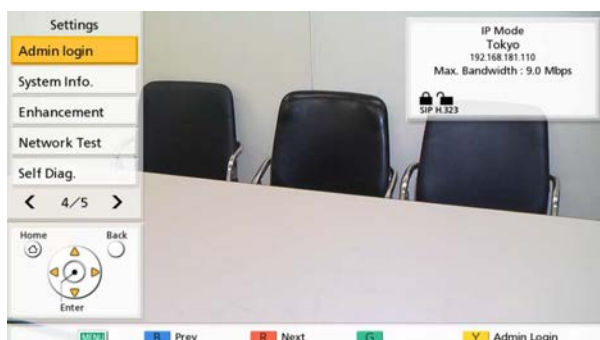 Settings
Admin login
System Info.
Enhancement
Network Test
Self Diag.
4/5
Home
Back
Enter
IP Mode
Tokyo
192.168.181.110
Max. Bandwidth : 9.0 Mbps
SIP H.323
MENU B Prev R Next G Y Admin Login